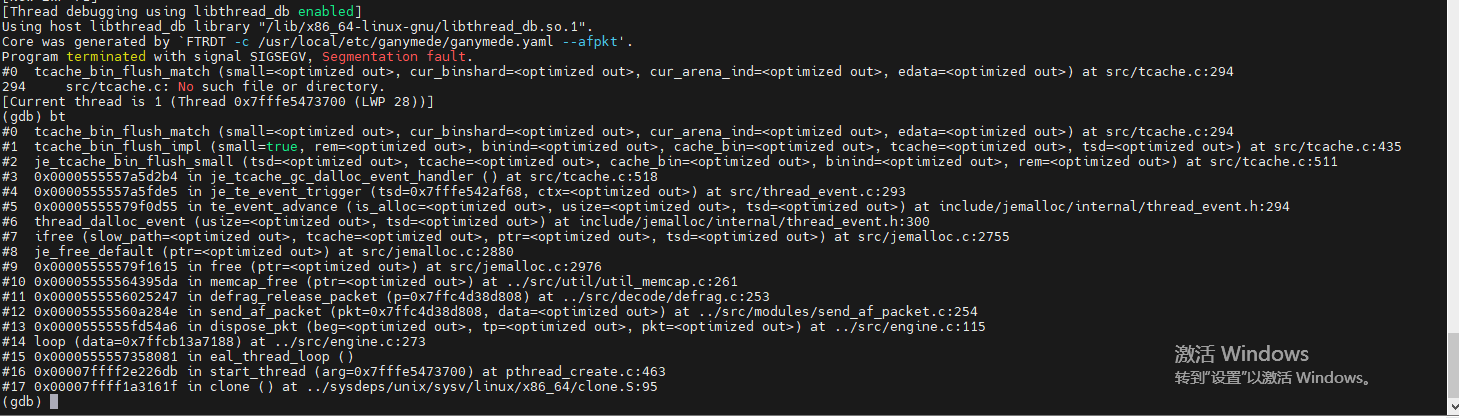 [Thread debugging using libthread_db enabled]
Using host libthread_db library "/lib/x86_64-linux-gnu/libthread_db.so.1".
Core was generated by `FTRDT -c /usr/local/etc/ganymede/ganymede.yaml --afpkt'.
Program terminated with signal SIGSEGV, Segmentation fault.
#0  tcache_bin_flush_match (small=<optimized out>, cur_binshard=<optimized out>, cur_arena_ind=<optimized out>, edata=<optimized out>) at src/tcache.c:294
294     src/tcache.c: No such file or directory.
[Current thread is 1 (Thread 0x7fffe5473700 (LWP 28))]
(gdb) bt
#0  tcache_bin_flush_match (small=<optimized out>, cur_binshard=<optimized out>, cur_arena_ind=<optimized out>, edata=<optimized out>) at src/tcache.c:294
#1  tcache_bin_flush_impl (small=true, rem=<optimized out>, binind=<optimized out>, cache_bin=<optimized out>, tcache=<optimized out>, tsd=<optimized out>) at src/tcache.c:435
#2  je_tcache_bin_flush_small (tsd=<optimized out>, tcache=<optimized out>, cache_bin=<optimized out>, binind=<optimized out>, rem=<optimized out>) at src/tcache.c:511
#3  0x0000555557a5d2b4 in je_tcache_gc_dalloc_event_handler () at src/tcache.c:518
#4  0x0000555557a5fde5 in je_te_event_trigger (tsd=0x7fffe542af68, ctx=<optimized out>) at src/thread_event.c:293
#5  0x00005555579f0d55 in te_event_advance (is_alloc=<optimized out>, usize=<optimized out>, tsd=<optimized out>) at include/jemalloc/internal/thread_event.h:294
#6  thread_dalloc_event (usize=<optimized out>, tsd=<optimized out>) at include/jemalloc/internal/thread_event.h:300
#7  ifree (slow_path=<optimized out>, tcache=<optimized out>, ptr=<optimized out>, tsd=<optimized out>) at src/jemalloc.c:2755
#8  je_free_default (ptr=<optimized out>) at src/jemalloc.c:2880
#9  0x00005555579f1615 in free (ptr=<optimized out>) at src/jemalloc.c:2976
#10 0x00005555564395da in memcap_free (ptr=<optimized out>) at ../src/util/util_memcap.c:261
#11 0x0000555556025247 in defrag_release_packet (p=0x7ffc4d38d808) at ../src/decode/defrag.c:253
#12 0x00005555560a284e in send_af_packet (pkt=0x7ffc4d38d808, data=<optimized out>) at ../src/modules/send_af_packet.c:254
#13 0x0000555555fd54a6 in dispose_pkt (beg=<optimized out>, tp=<optimized out>, pkt=<optimized out>) at ../src/engine.c:115
#14 loop (data=0x7ffcb13a7188) at ../src/engine.c:273
#15 0x0000555557358081 in eal_thread_loop ()
#16 0x00007ffff2e226db in start_thread (arg=0x7fffe5473700) at pthread_create.c:463
#17 0x00007ffff1a3161f in clone () at ../sysdeps/unix/sysv/linux/x86_64/clone.S:95
(gdb)
激活 Windows
转到"设置"以激活 Windows。